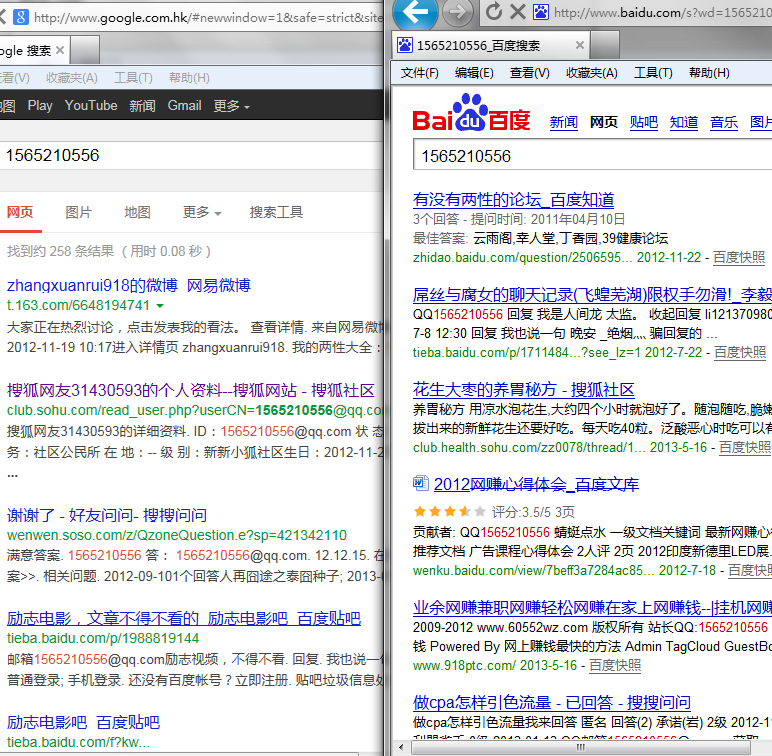 http://www.google.com.hk/#newwindow=1&safe=strict&site
ogle 搜索
看(V) 收藏夹(A) 工具(T) 帮助(H)
地图 Play YouTube 新闻 Gmail 更多
1565210556
网页 图片 地图 更多 搜索工具
找到约 258 条结果 （用时 0.08 秒）
zhangxuanrui918的微博 网易微博
t.163.com/6648194741
大家正在热烈讨论，点击发表我的看法。 查看详情. 来自网易微博
2012-11-19 10:17进入详情页 zhangxuanrui918. 我的两性大全：
搜狐网友31430593的个人资料--搜狐网站 - 搜狐社区
club.sohu.com/read_user.php?userCN=1565210556@qq.co
搜狐网友31430593的详细资料. ID：1565210556@qq.com 状 态
务：社区公民所 在 地：-- 级 别：新新小狐社区生日：2012-11-2
...
谢谢了 - 好友问问- 搜搜问问
wenwen.soso.com/z/QzoneQuestion.e?sp=421342110
满意答案. 1565210556 答： 1565210556@qq.com. 12.12.15. 在
案>>. 相关问题. 2012-09-101个回答人再囧途之泰囧种子; 2013-0
励志电影，文章不得不看的_励志电影吧_百度贴吧
tieba.baidu.com/p/1988819144
邮箱1565210556@qq.com励志视频，不得不看. 回复. 我也说一句
普通登录; 手机登录. 还没有百度帐号？立即注册. 贴吧垃圾信息处
励志电影吧_百度贴吧
tieba.baidu.com/f?kw...
http://www.baidu.com/s?wd=15652105
1565210556_百度搜索
文件(F) 编辑(E) 查看(V) 收藏夹(A) 工具(T) 帮助(H)
Bai du 百度
新闻 网页 贴吧 知道 音乐 图片
1565210556
有没有两性的论坛_百度知道
3个回答 - 提问时间: 2011年04月10日
最佳答案: 云雨阁,幸人堂,丁香园,39健康论坛
zhidao.baidu.com/question/2506595... 2012-11-22 - 百度快照
屌丝与腐女的聊天记录(飞蝗芜湖)限权手勿滑!_李毅
QQ1565210556 回复 我是人间龙 太监。 收起回复 li121370980
7-8 12:30 回复 我也说一句 晚安 _绝烟灬 骗回复的 ...
tieba.baidu.com/p/1711484...?see_lz=1 2012-7-22 - 百度快照
花生大枣的养胃秘方 - 搜狐社区
养胃秘方 用凉水泡花生,大约四个小时就泡好了。随泡随吃,脆嫩
拔出来的新鲜花生还要好吃。每天吃40粒。泛酸恶心时吃可以有
club.health.sohu.com/zz0078/thread/1... 2013-5-16 - 百度快照
2012网赚心得体会_百度文库
评分:3.5/5 3页
贡献者: QQ1565210556 蜻蜓点水 一级文档关键词 最新网赚心
推荐文档 广告课程心得体会 2人评 2页 2012印度新德里LED展.
wenku.baidu.com/view/7beff3a7284ac85... 2012-7-18 - 百度快
业余网赚兼职网赚轻松网赚在家上网赚钱--|挂机网赚
2009-2012 www.60552wz.com 版权所有 站长QQ:1565210556
钱 Powered By 网上赚钱最快的方法 Admin TagCloud GuestBo
www.918ptc.com/ 2013-5-16 - 百度快照
做cpa怎样引色流量 - 已回答 - 搜搜问问
做cpa怎样引色流量我来回答 匿名 回答(2) 承诺(岩) 2级 2012-1